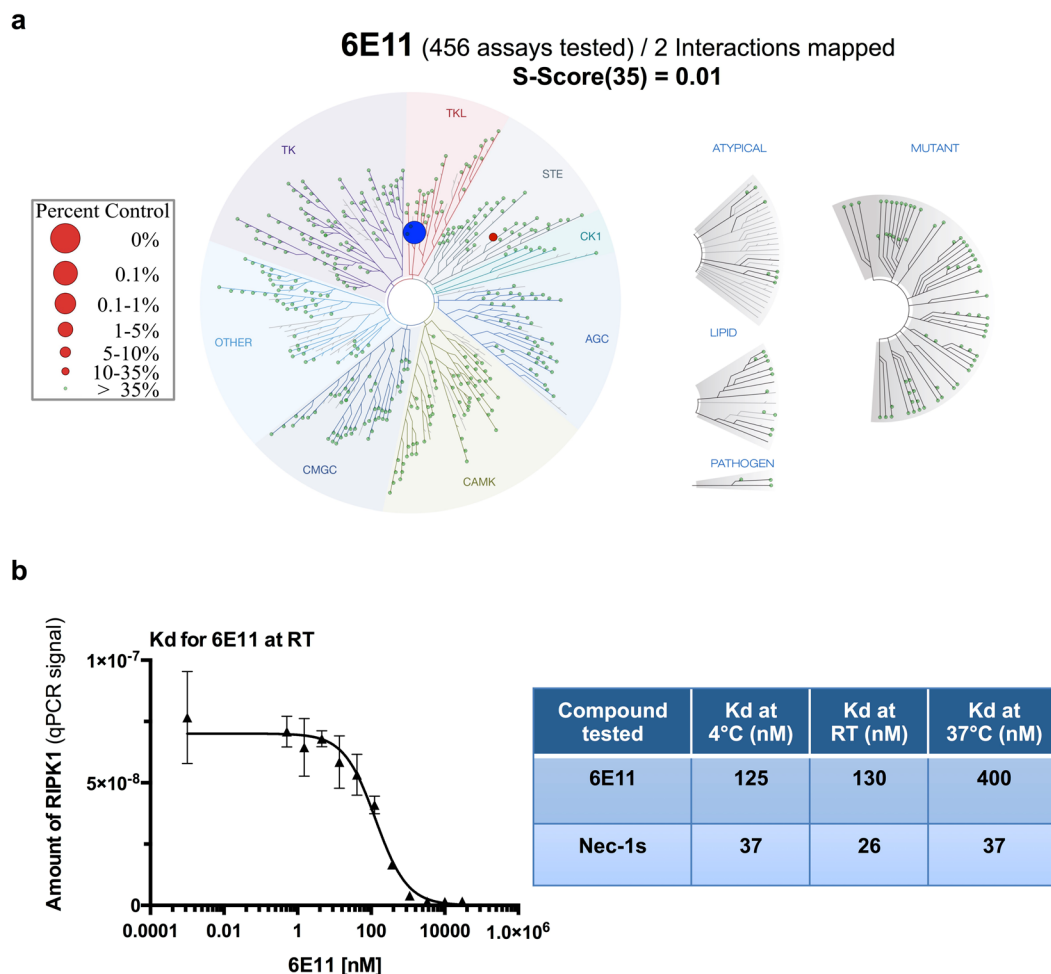 a
6E11 (456 assays tested) / 2 Interactions mapped
S-Score(35) = 0.01
Percent Control
0%
0.1%
0.1-1%
1-5%
5-10%
10-35%
> 35%
TK
TKL
STE
CK1
AGC
CAMK
CMGC
OTHER
ATYPICAL
LIPID
PATHOGEN
MUTANT
b
Kd for 6E11 at RT
Amount of RIPK1 (qPCR signal)
1×10-7
5×10-8
0
0.0001 0.01 1 100 10000 1.0×106
6E11 [nM]
Compound tested Kd at 4°C (nM) Kd at RT (nM) Kd at 37°C (nM)
6E11 125 130 400
Nec-1s 37 26 37